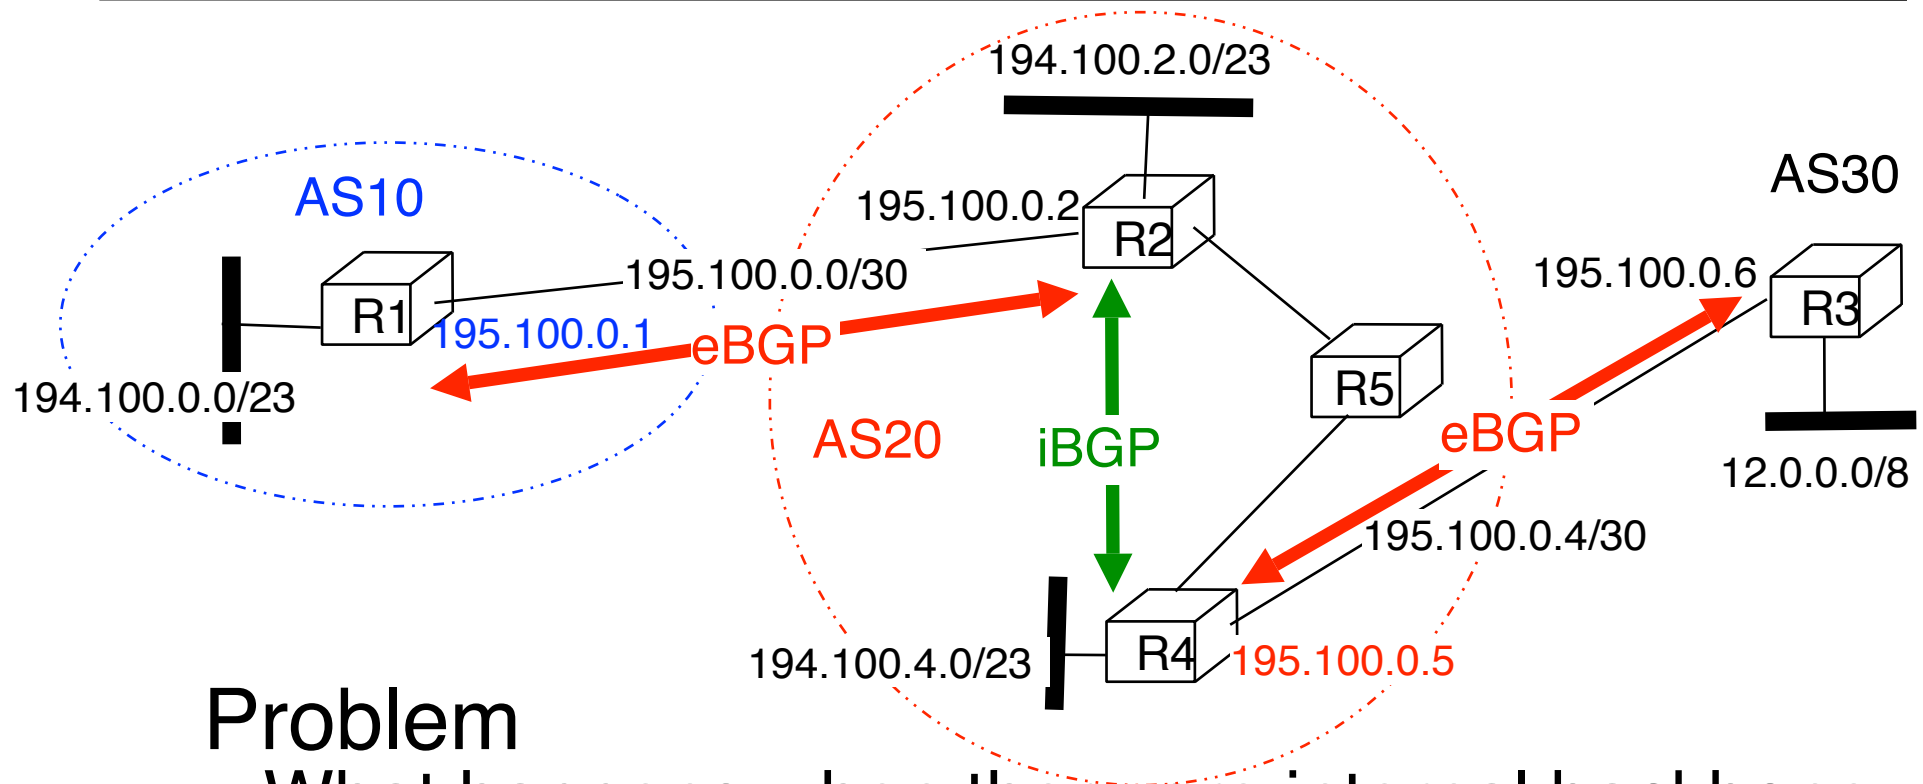 194.100.2.0/23
AS30
AS10
195.100.0.2
R2
195.100.0.0/30
195.100.0.6
R1
R3
195.100.0.1
eBGP
R5
194.100.0.0/23
AS20
iBGP
eBGP
12.0.0.0/8
195.100.0.4/30
194.100.4.0/23
R4
195.100.0.5
Problem